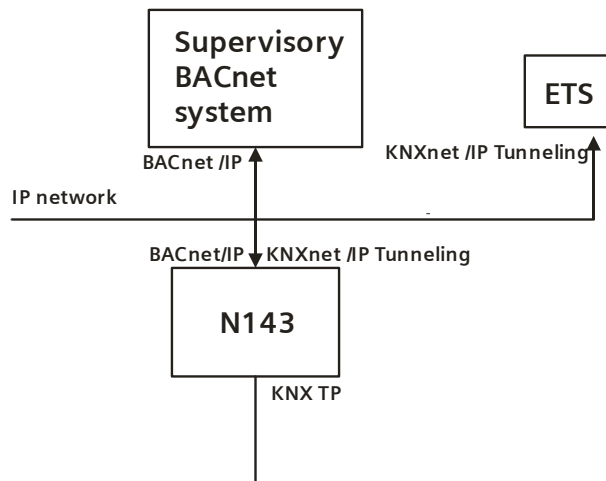 Supervisory
BACnet
system
ETS
BACnet /IP
KNXnet /IP Tunneling
IP network
BACnet/IP
KNXnet /IP Tunneling
N143
KNX TP